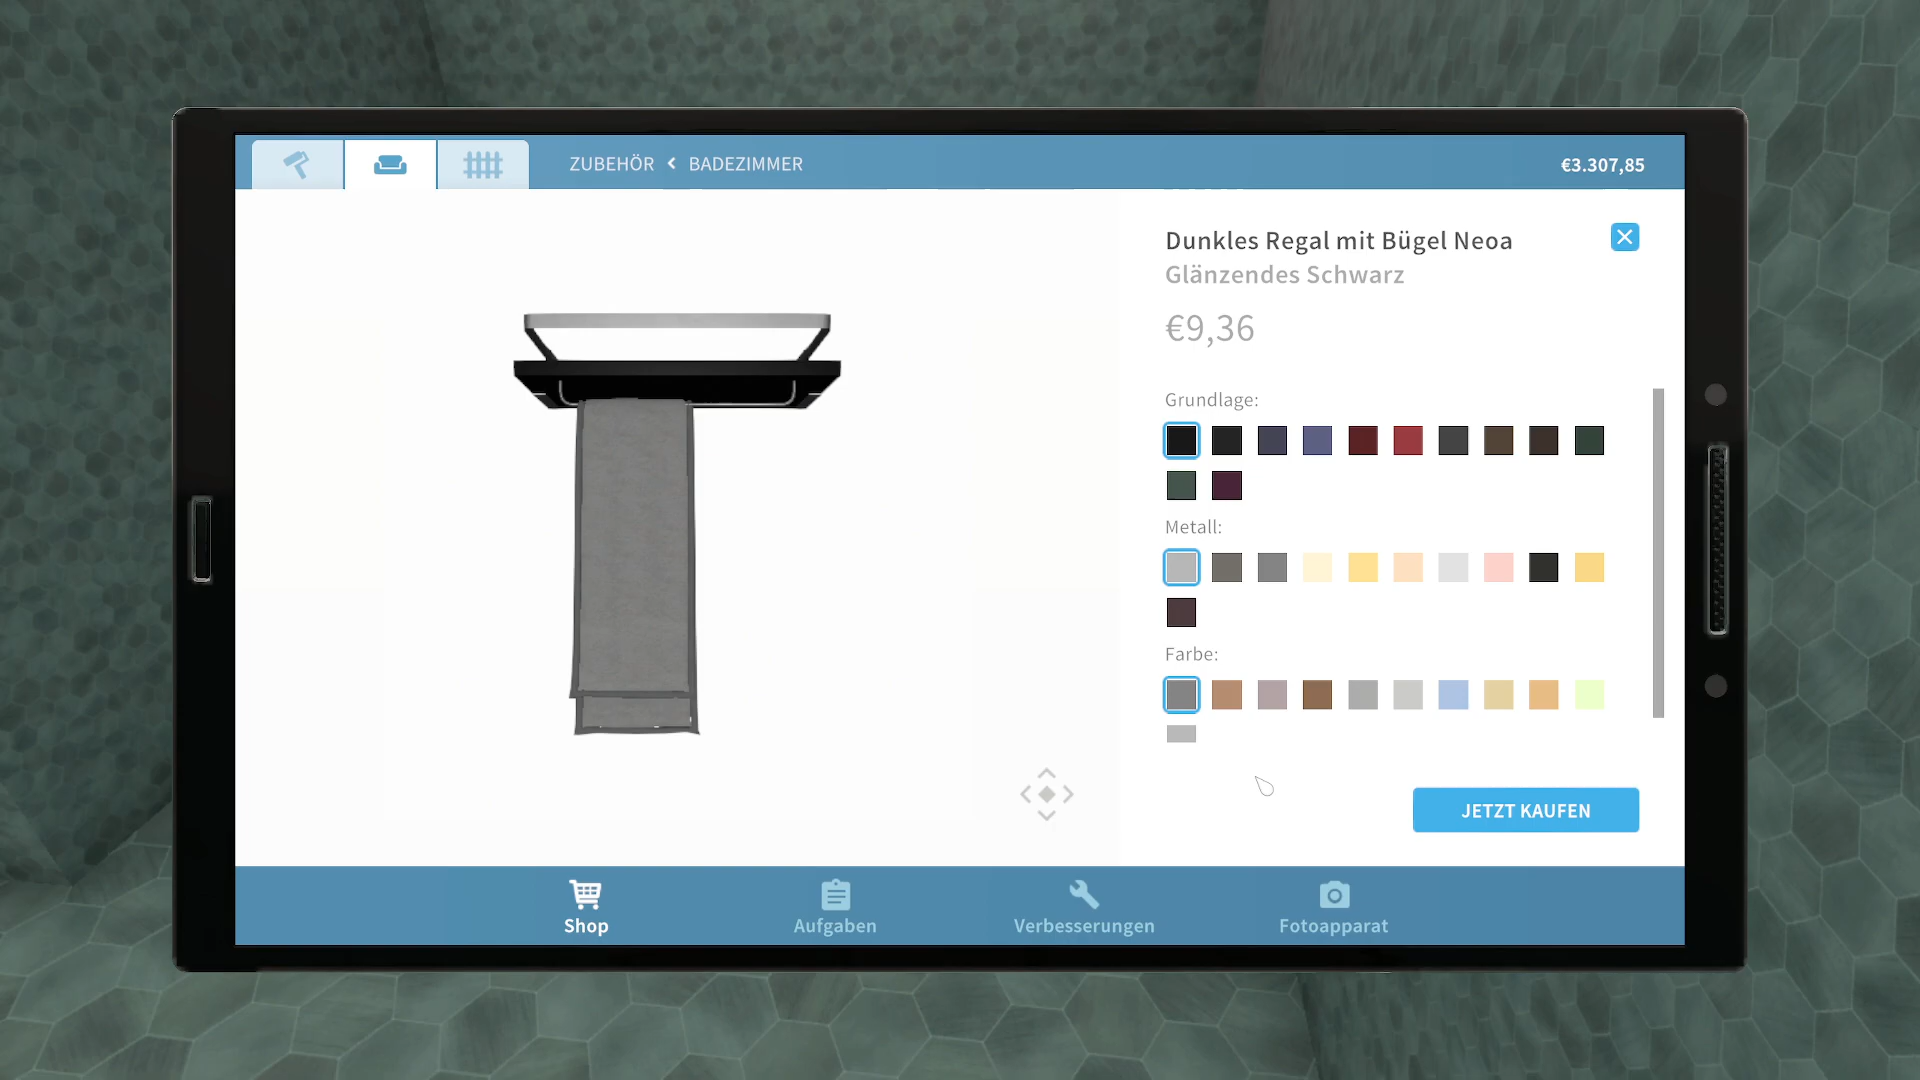 ZUBEHÖR < BADEZIMMER
€3.307,85
Dunkles Regal mit Bügel Neoa
Glänzendes Schwarz
€9,36
Grundlage:
Metall:
Farbe:
JETZT KAUFEN
Shop
Aufgaben
Verbesserungen
Fotoapparat